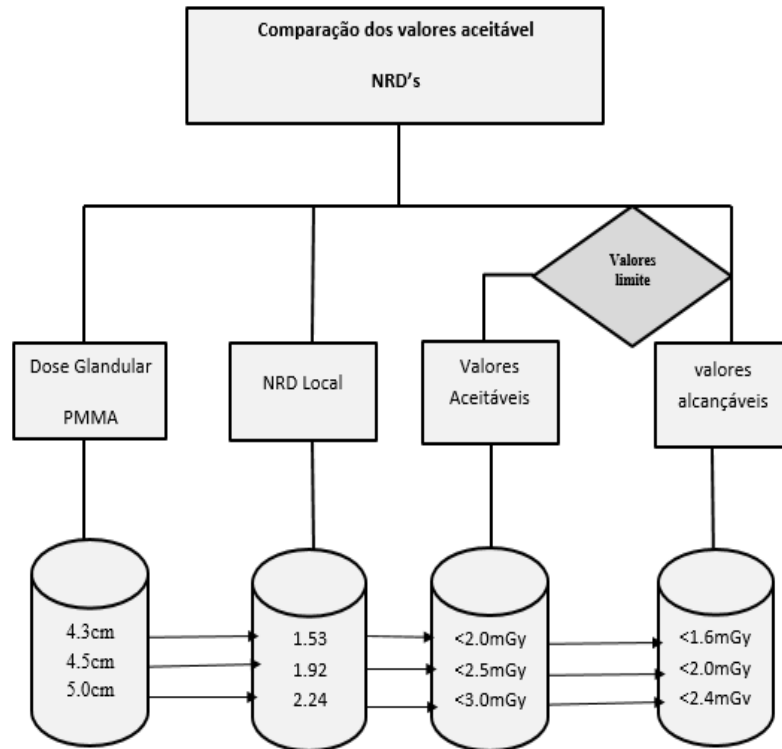 Comparação dos valores aceitável
NRD's
Valores
limite
Dose Glandular
PMMA
NRD Local
Valores
Aceitáveis
valores
alcançáveis
4.3cm
4.5cm
5.0cm
1.53
1.92
2.24
<2.0mGy
<2.5mGy
<3.0mGy
<1.6mGy
<2.0mGy
<2.4mGv